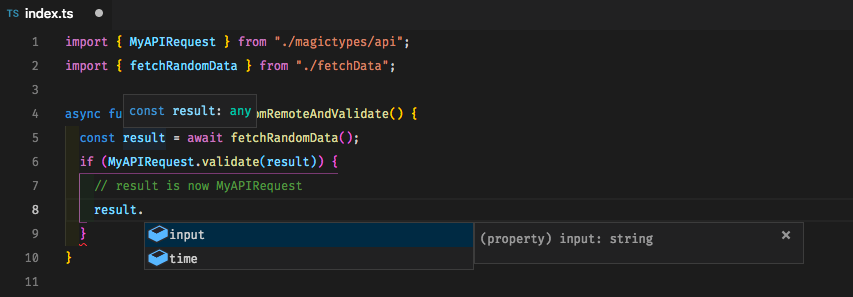 TS index.ts
1 import { MyAPIRequest } from "./magictypes/api";
2 import { fetchRandomData } from "./fetchData";
3
const result: any
4 async fu omRemoteAndValidate() {
5 const result = await fetchRandomData();
6 if (MyAPIRequest.validate(result)) {
7 // result is now MyAPIRequest
8 result.
input
(property) input: string ×
9 }
time
10 }
11